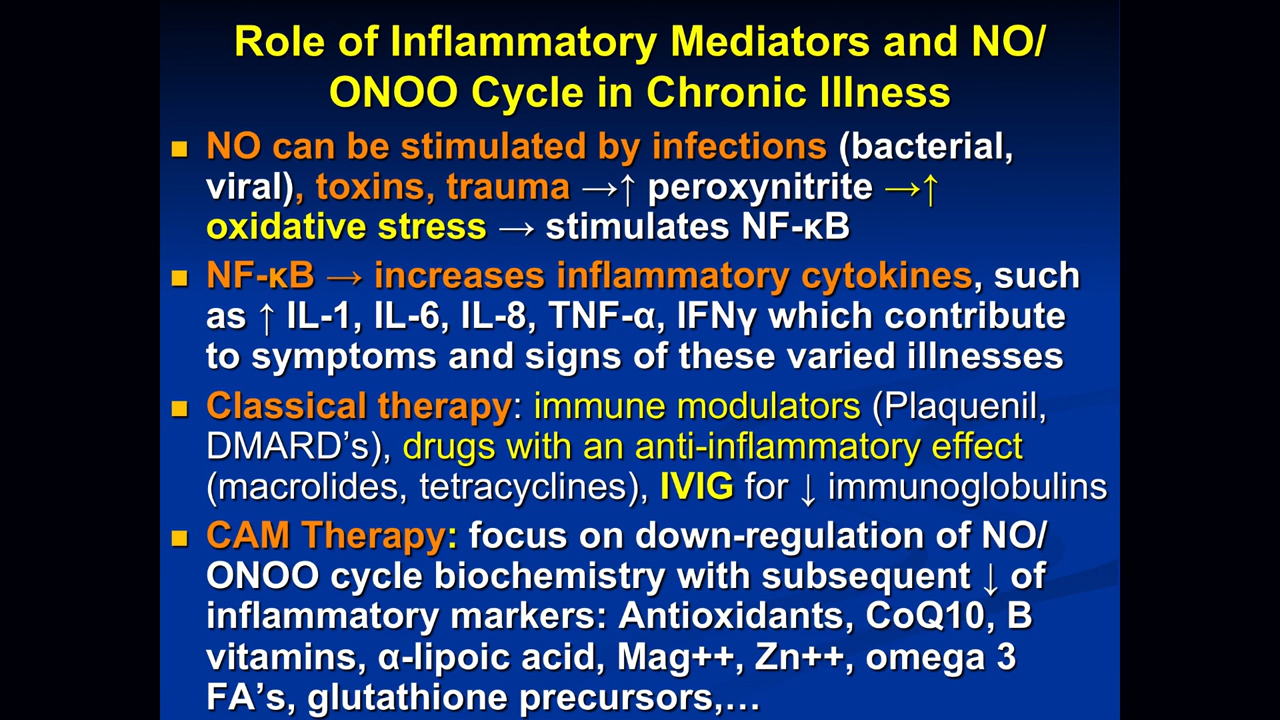 Role of Inflammatory Mediators and NO/
ONOO Cycle in Chronic Illness
NO can be stimulated by infections (bacterial,
viral), toxins, trauma →↑ peroxynitrite →↑
oxidative stress → stimulates NF-κB
NF-κB → increases inflammatory cytokines, such
as ↑ IL-1, IL-6, IL-8, TNF-α, IFNγ which contribute
to symptoms and signs of these varied illnesses
Classical therapy: immune modulators (Plaquenil,
DMARD’s), drugs with an anti-inflammatory effect
(macrolides, tetracyclines), IVIG for ↓ immunoglobulins
CAM Therapy: focus on down-regulation of NO/
ONOO cycle biochemistry with subsequent ↓ of
inflammatory markers: Antioxidants, CoQ10, B
vitamins, α-lipoic acid, Mag++, Zn++, omega 3
FA’s, glutathione precursors,…